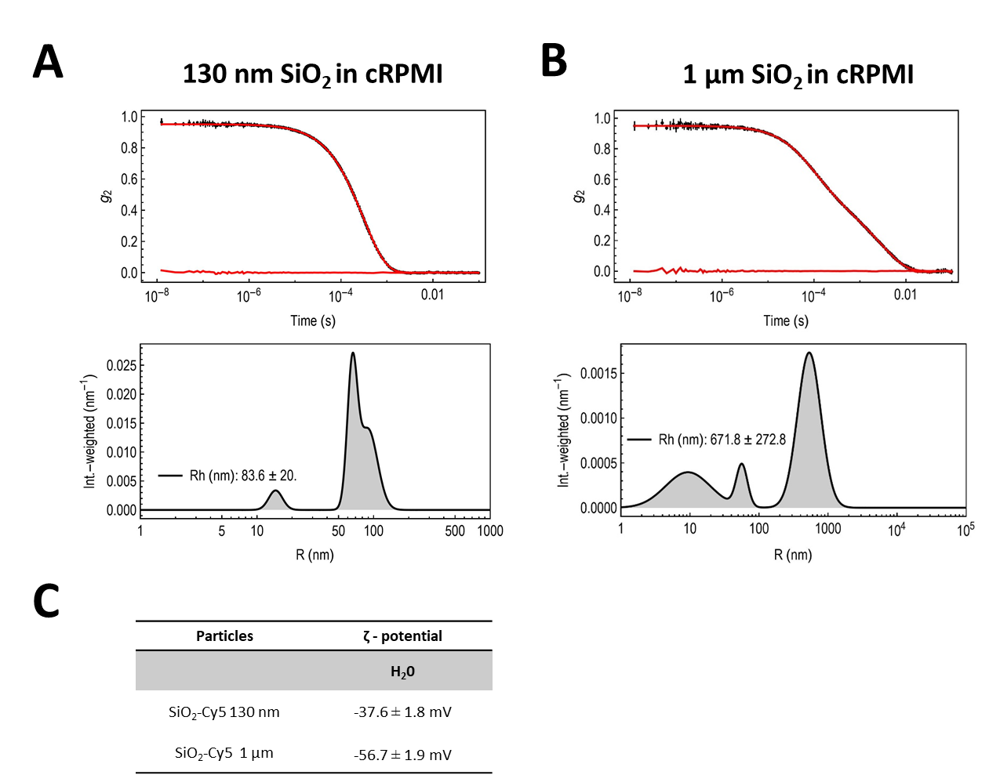 A
130 nm SiO₂ in cRPMI
1.0
0.8
0.6
0.4
0.2
0.0
g₂
10⁻⁸
10⁻⁶
10⁻⁴
0.01
Time (s)
0.025
0.020
0.015
0.010
0.005
0.000
Int.–weighted (nm⁻¹)
Rh (nm): 83.6 ± 20.
1
5
10
50
100
500
1000
R (nm)
B
1 µm SiO₂ in cRPMI
1.0
0.8
0.6
0.4
0.2
0.0
g₂
10⁻⁸
10⁻⁶
10⁻⁴
0.01
Time (s)
0.0015
0.0010
0.0005
0.0000
Int.–weighted (nm⁻¹)
Rh (nm): 671.8 ± 272.8
1
10
100
1000
10⁴
10⁵
R (nm)
C
Particles ζ - potential
H₂0
SiO₂-Cy5 130 nm -37.6 ± 1.8 mV
SiO₂-Cy5 1 µm -56.7 ± 1.9 mV